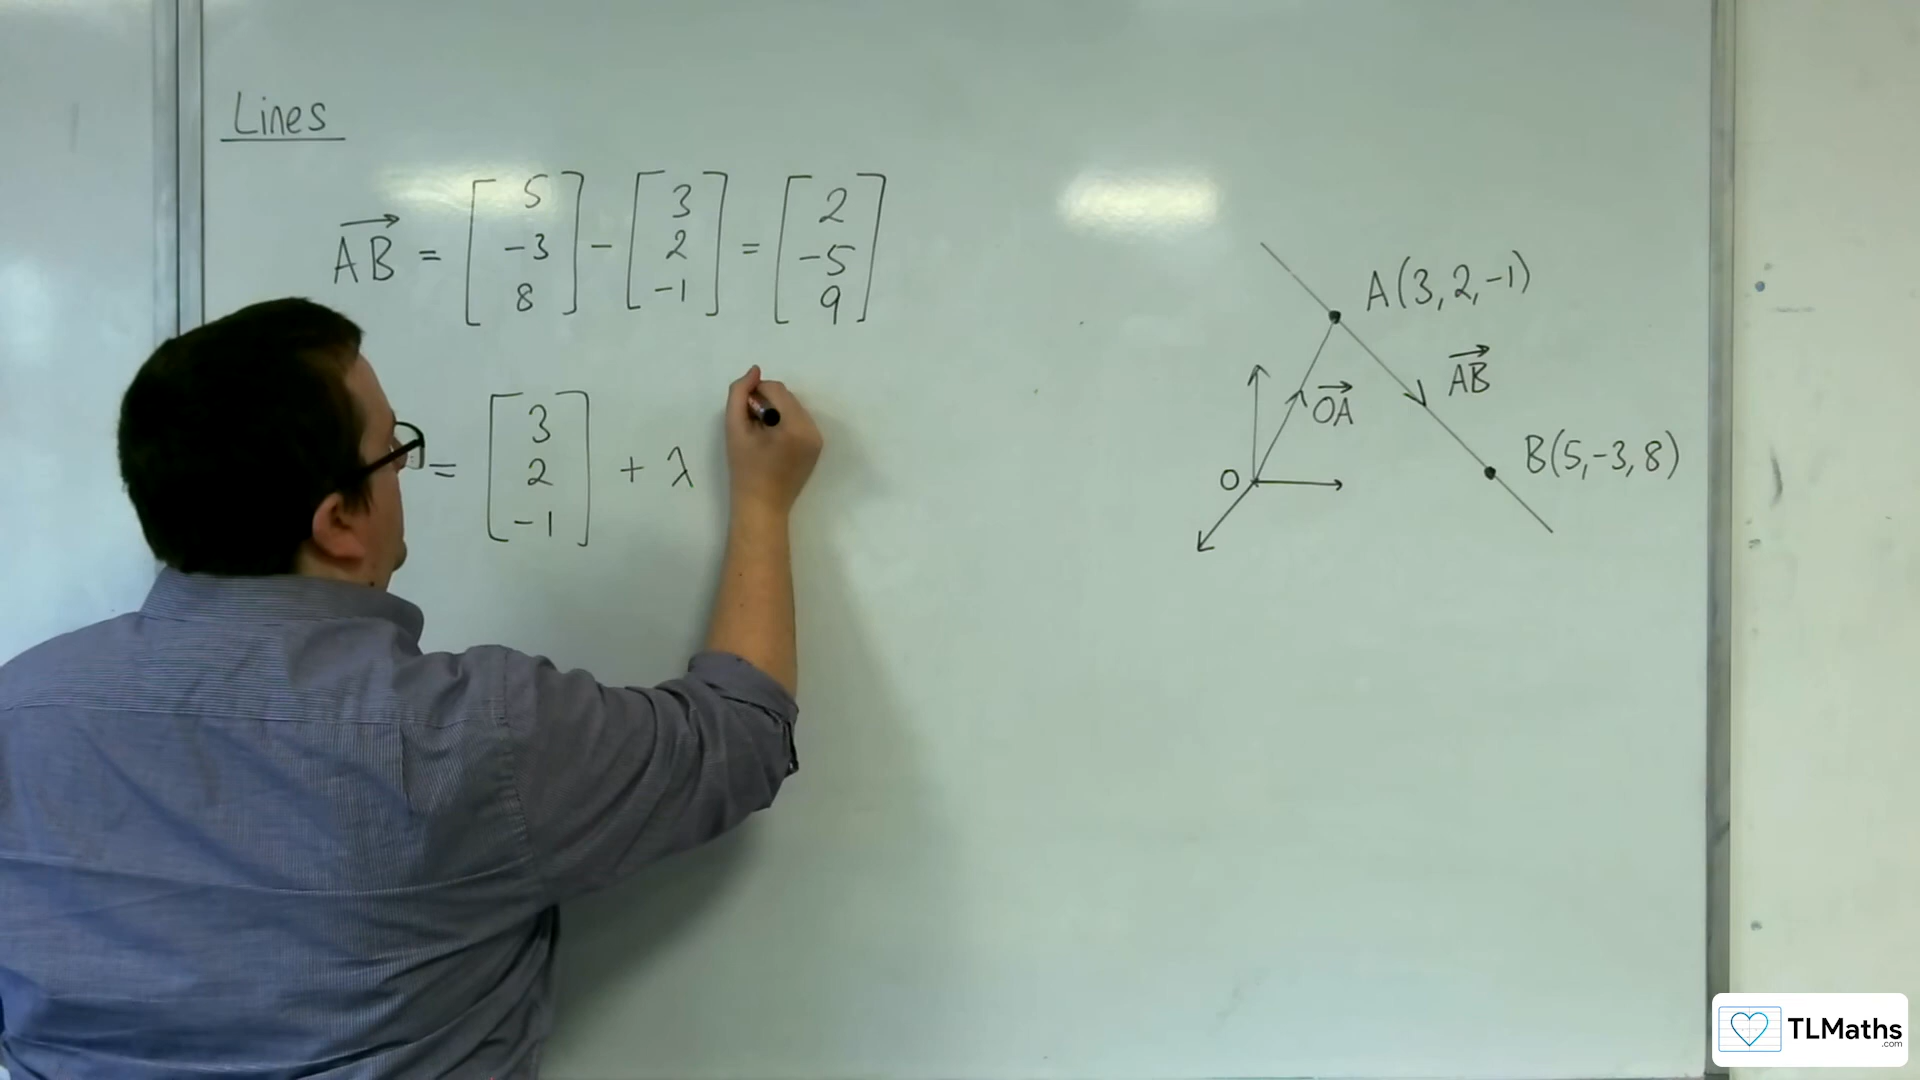 Lines
AB = [5 -3 8] - [3 2 -1] = [2 -5 9]
= [3 2 -1] + λ
A(3,2,-1)
AB
OA
B(5,-3,8)
O
TLMaths
.com